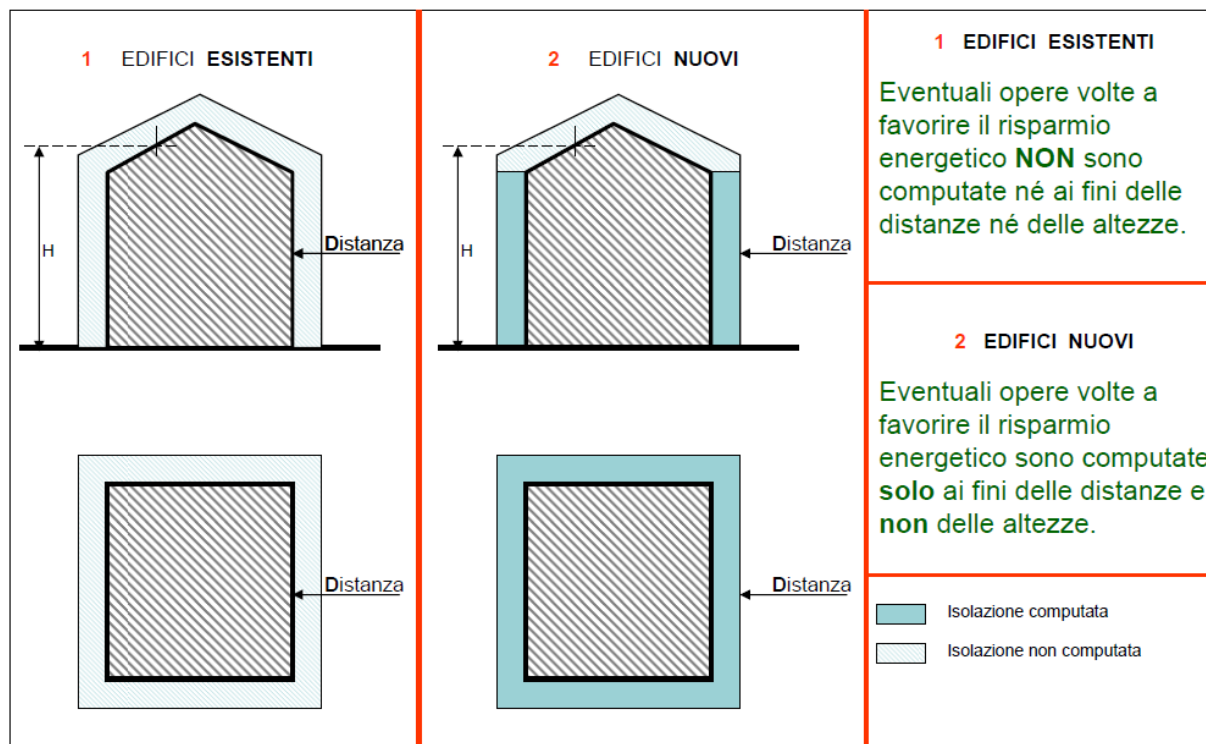 1 EDIFICI ESISTENTI
H
Distanza
Distanza
2 EDIFICI NUOVI
H
Distanza
Distanza
1 EDIFICI ESISTENTI
Eventuali opere volte a
favorire il risparmio
energetico NON sono
computate né ai fini delle
distanze né delle altezze.
2 EDIFICI NUOVI
Eventuali opere volte a
favorire il risparmio
energetico sono computate
solo ai fini delle distanze e
non delle altezze.
Isolazione computata
Isolazione non computata